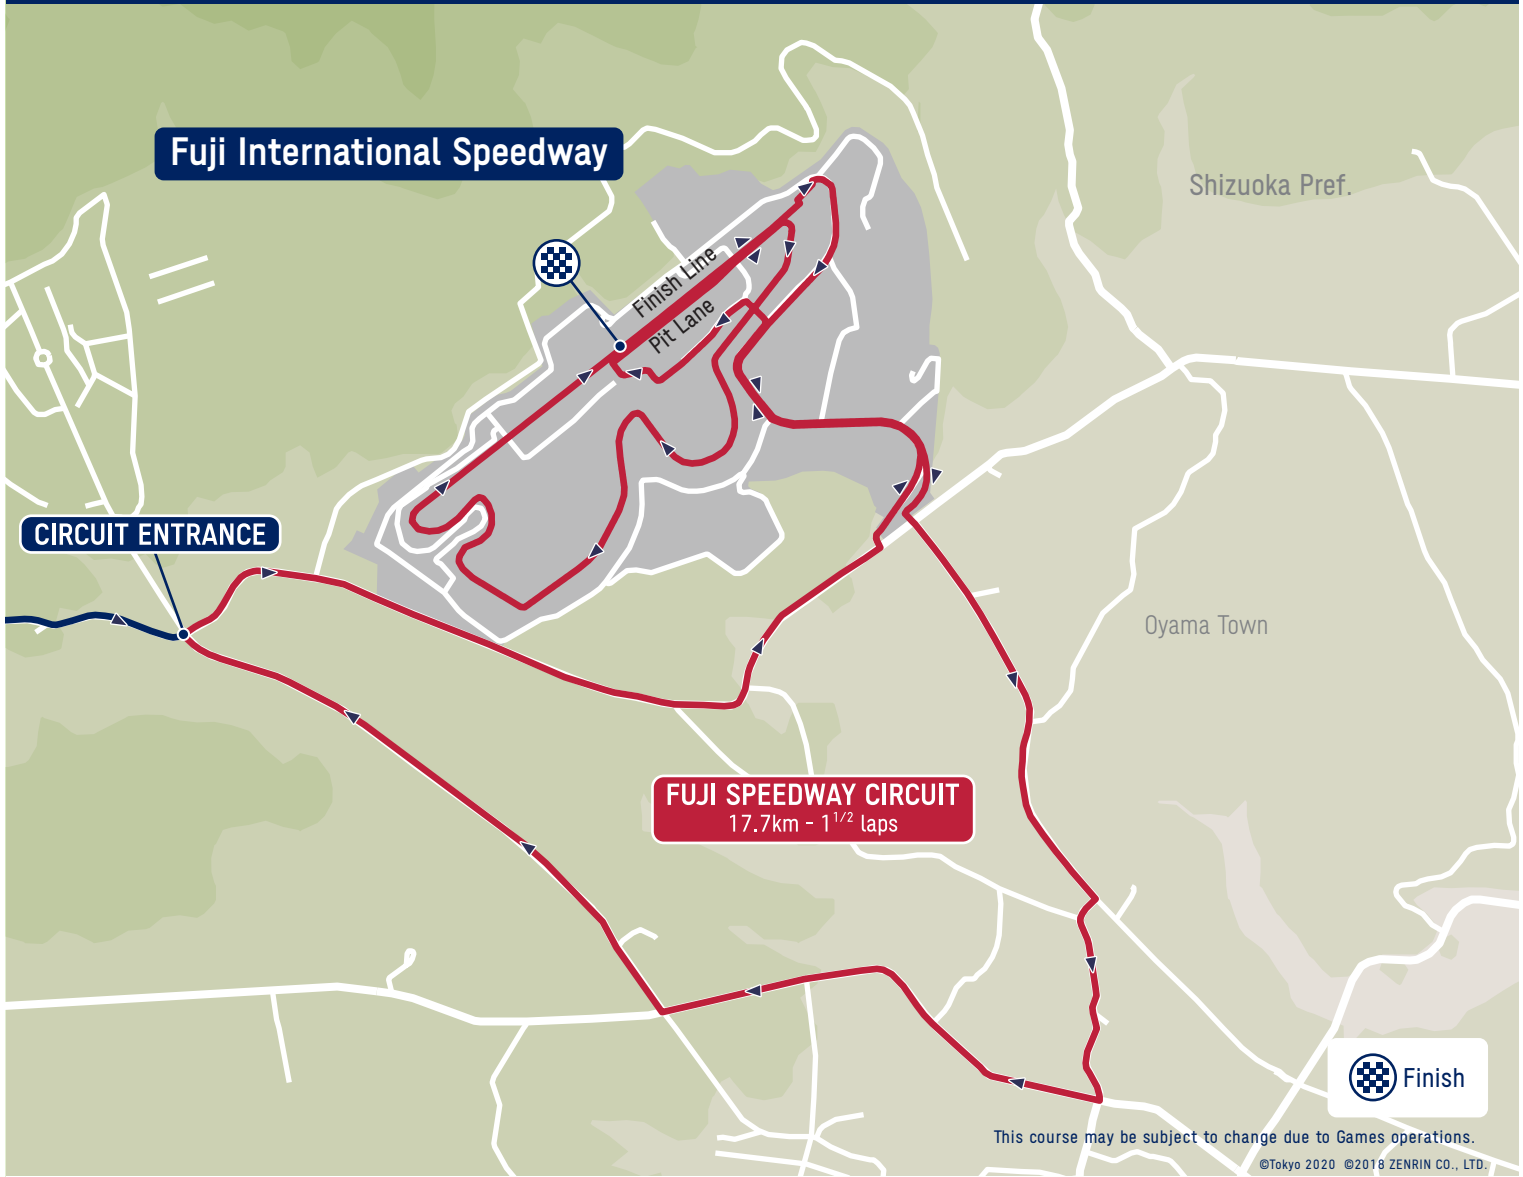 Fuji International Speedway
Shizuoka Pref.
Finish Line
Pit Lane
CIRCUIT ENTRANCE
Oyama Town
FUJI SPEEDWAY CIRCUIT
17.7km - 1 1/2 laps
Finish
This course may be subject to change due to Games operations.
©Tokyo 2020 ©2018 ZENRIN CO., LTD.